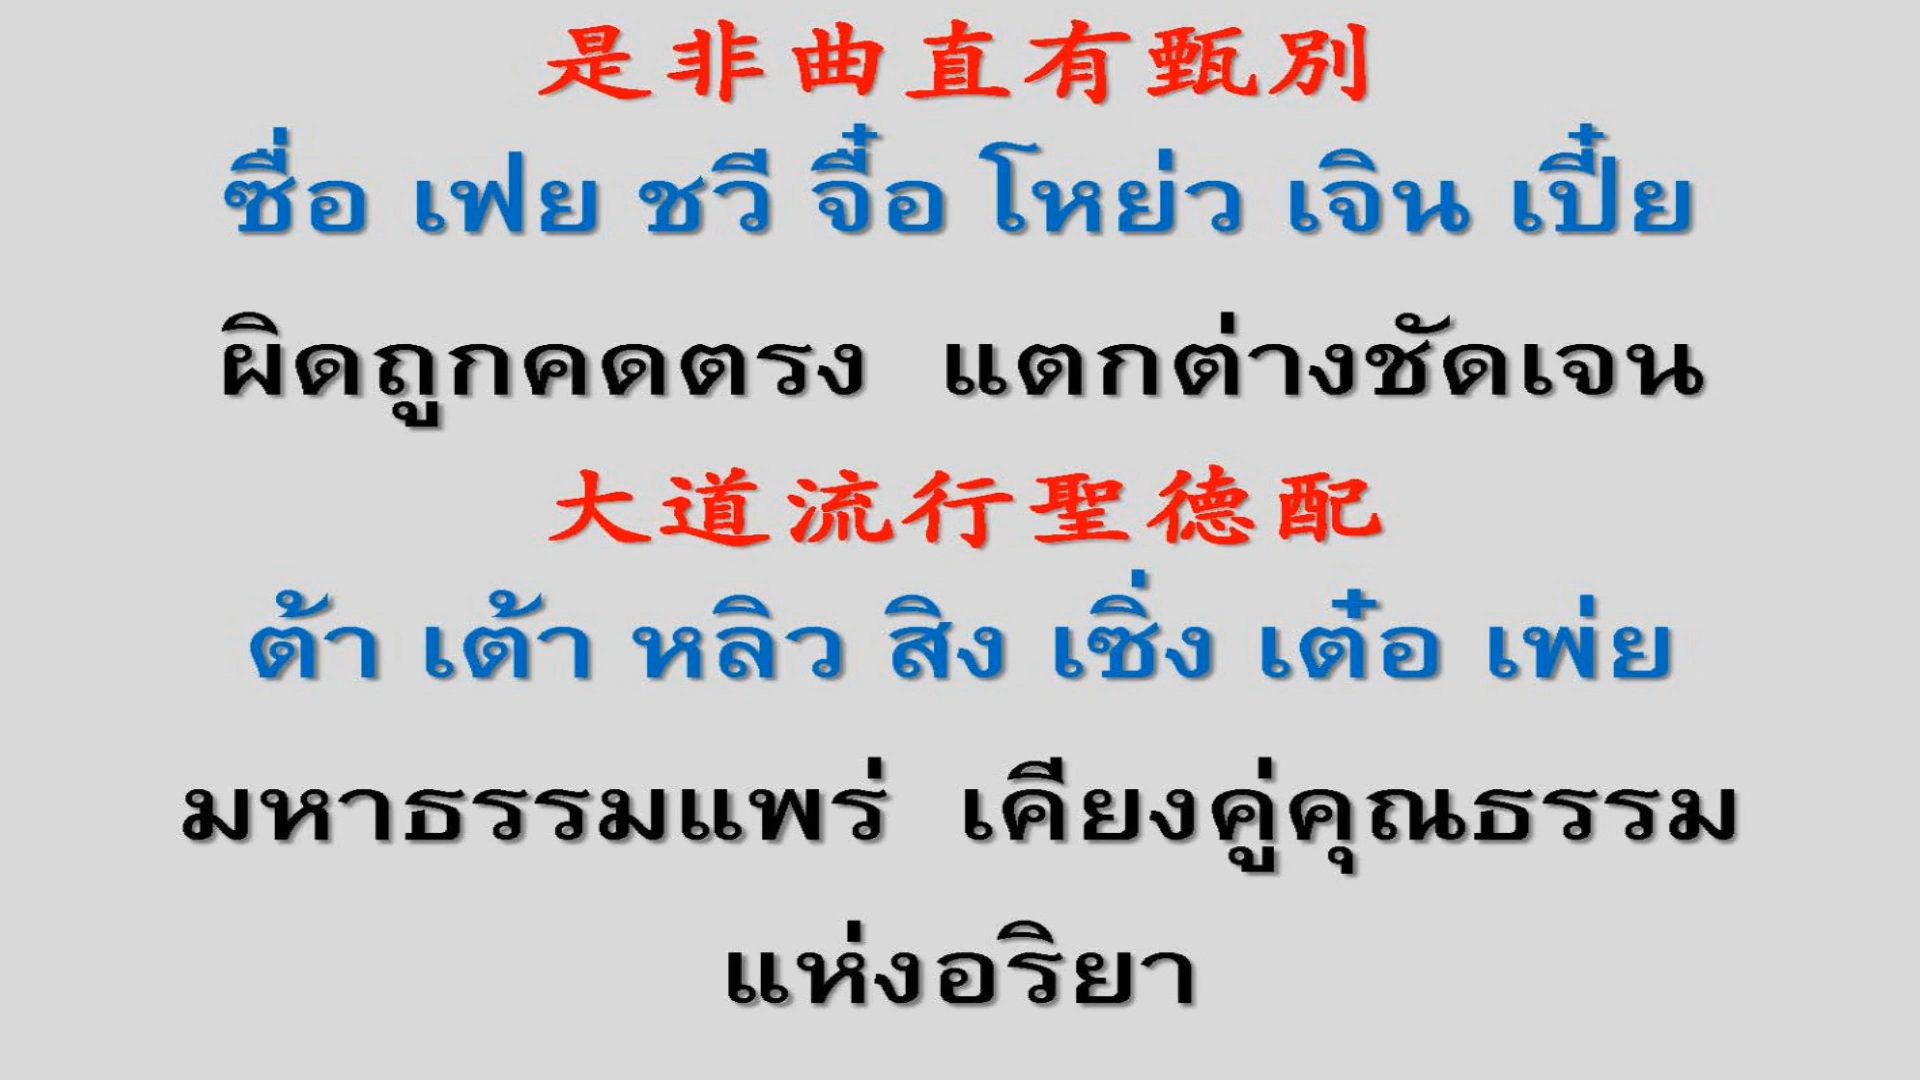 是非曲直有甄別
ซื่อ เฟย ชวี จื๋อ โหย่ว เจิน เปี๋ย
ผิดถูกคดตรง แตกต่างชัดเจน
大道流行聖德配
ต้า เต้า หลิว สิง เซิ่ง เต๋อ เพ่ย
มหาธรรมแพร่ เคียงคู่คุณธรรม
แห่งอริยา